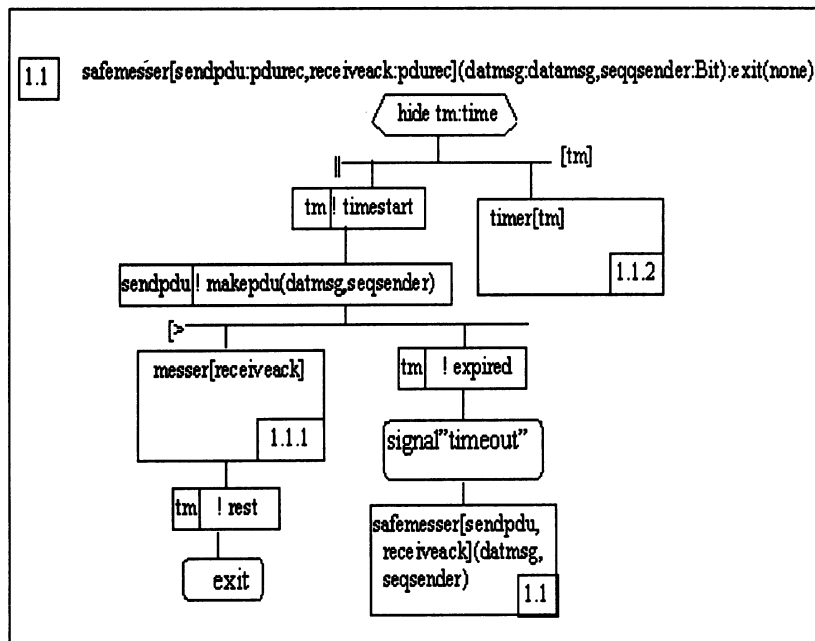 1.1
safemesser[sendpdu:pdurec,receiveack:pdurec](datmsg:datamsg,seqqsender:Bit):exit(none)
hide tm:time
||
[tm]
tm ! timestart
timer[tm]
1.1.2
sendpdu ! makepdu(datmsg,seqsender)
[>
messer[receiveack]
1.1.1
tm ! expired
signal"timeout"
tm ! rest
exit
safemesser[sendpdu,
receiveack](datmsg,
seqsender)
1.1